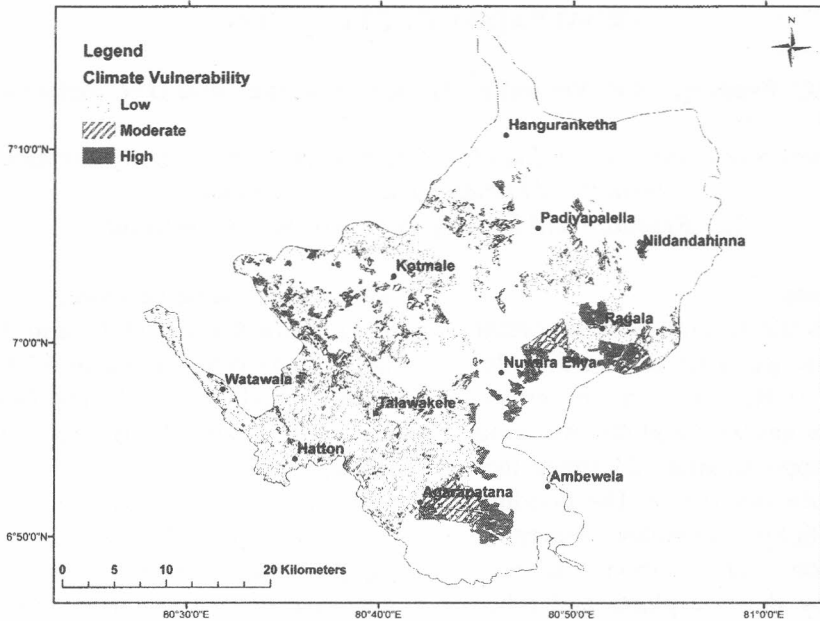 N
Legend
Climate Vulnerability
Low
Moderate
High
Hanguranketha
7°10'0"N
Padiyapalella
Nildandahinna
Kotmale
Ragala
7°0'0"N
Nuwara Eliya
Watawala
Talawakele
Hatton
Ambewela
Agarapatana
6°50'0"N
0 5 10 20 Kilometers
80°30'0"E 80°40'0"E 80°50'0"E 81°0'0"E